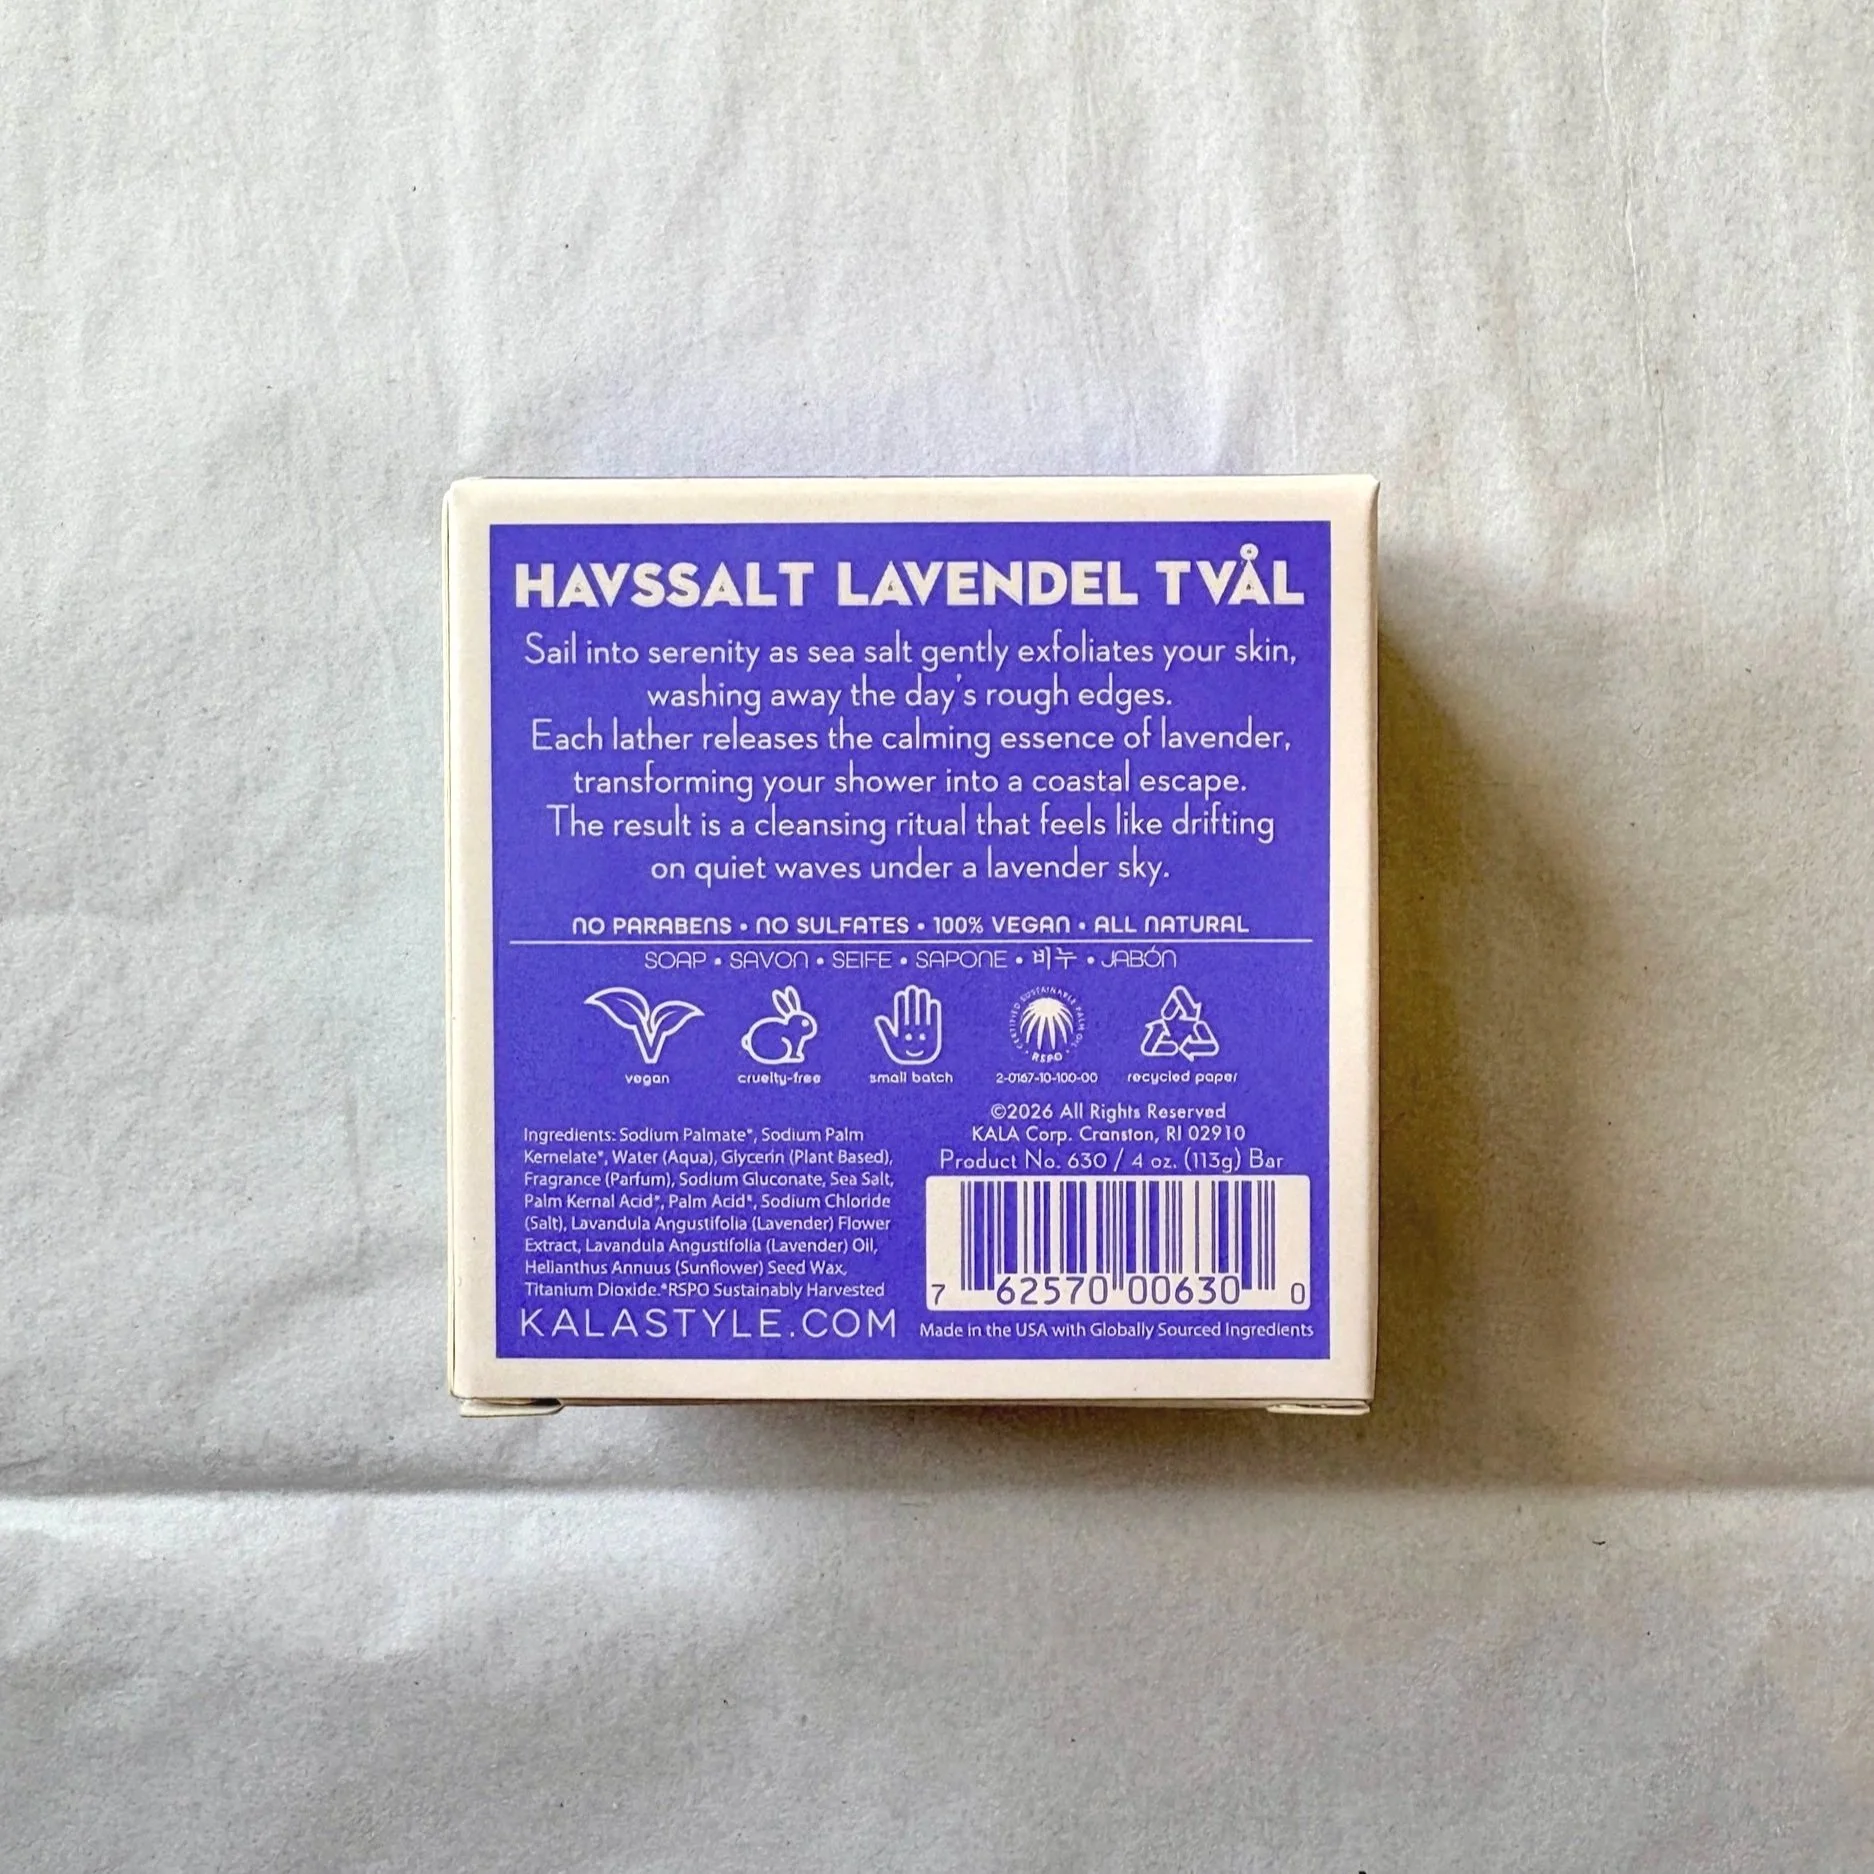 HAVSSALT LAVENDEL TVÅL
Sail into serenity as sea salt gently exfoliates your skin,
washing away the day's rough edges.
Each lather releases the calming essence of lavender,
transforming your shower into a coastal escape.
The result is a cleansing ritual that feels like drifting
on quiet waves under a lavender sky.
NO PARABENS • NO SULFATES • 100% VEGAN • ALL NATURAL
SOAP • SAVON • SEIFE • SAPONE • 비누 • JABÓN
CERTIFIED SUSTAINABLE PALM OIL
• RSPO •
vegan
cruelty-free
small batch
2-0167-10-100-00
recycled paper
Ingredients: Sodium Palmate*, Sodium Palm
Kernelate*, Water (Aqua), Glycerin (Plant Based),
Fragrance (Parfum), Sodium Gluconate, Sea Salt,
Palm Kernal Acid*, Palm Acid*, Sodium Chloride
(Salt), Lavandula Angustifolia (Lavender) Flower
Extract, Lavandula Angustifolia (Lavender) Oil,
Helianthus Annuus (Sunflower) Seed Wax,
Titanium Dioxide.*RSPO Sustainably Harvested
KALASTYLE.COM
©2026 All Rights Reserved
KALA Corp. Cranston, RI 02910
Product No. 630 / 4 oz. (113g) Bar
7 62570 00630 0
Made in the USA with Globally Sourced Ingredients